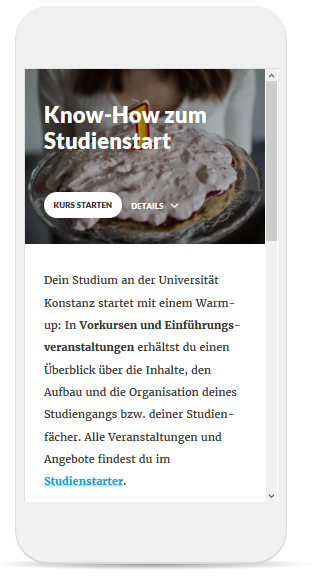 Know-How zum
Studienstart
KURS STARTEN
DETAILS
Dein Studium an der Universität
Konstanz startet mit einem Warm-
up: In Vorkursen und Einführungs-
veranstaltungen erhältst du einen
Überblick über die Inhalte, den
Aufbau und die Organisation deines
Studiengangs bzw. deiner Studien-
fächer. Alle Veranstaltungen und
Angebote findest du im
Studienstarter.